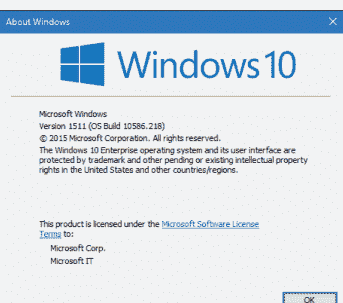 About Windows
Windows 10
Microsoft Windows
Version 1511 (OS Build 10586.218)
© 2015 Microsoft Corporation. All rights reserved.
The Windows 10 Enterprise operating system and its user interface are
protected by trademark and other pending or existing intellectual property
rights in the United States and other countries/regions.
This product is licensed under the Microsoft Software License
Terms to:
Microsoft Corp.
Microsoft IT
OK